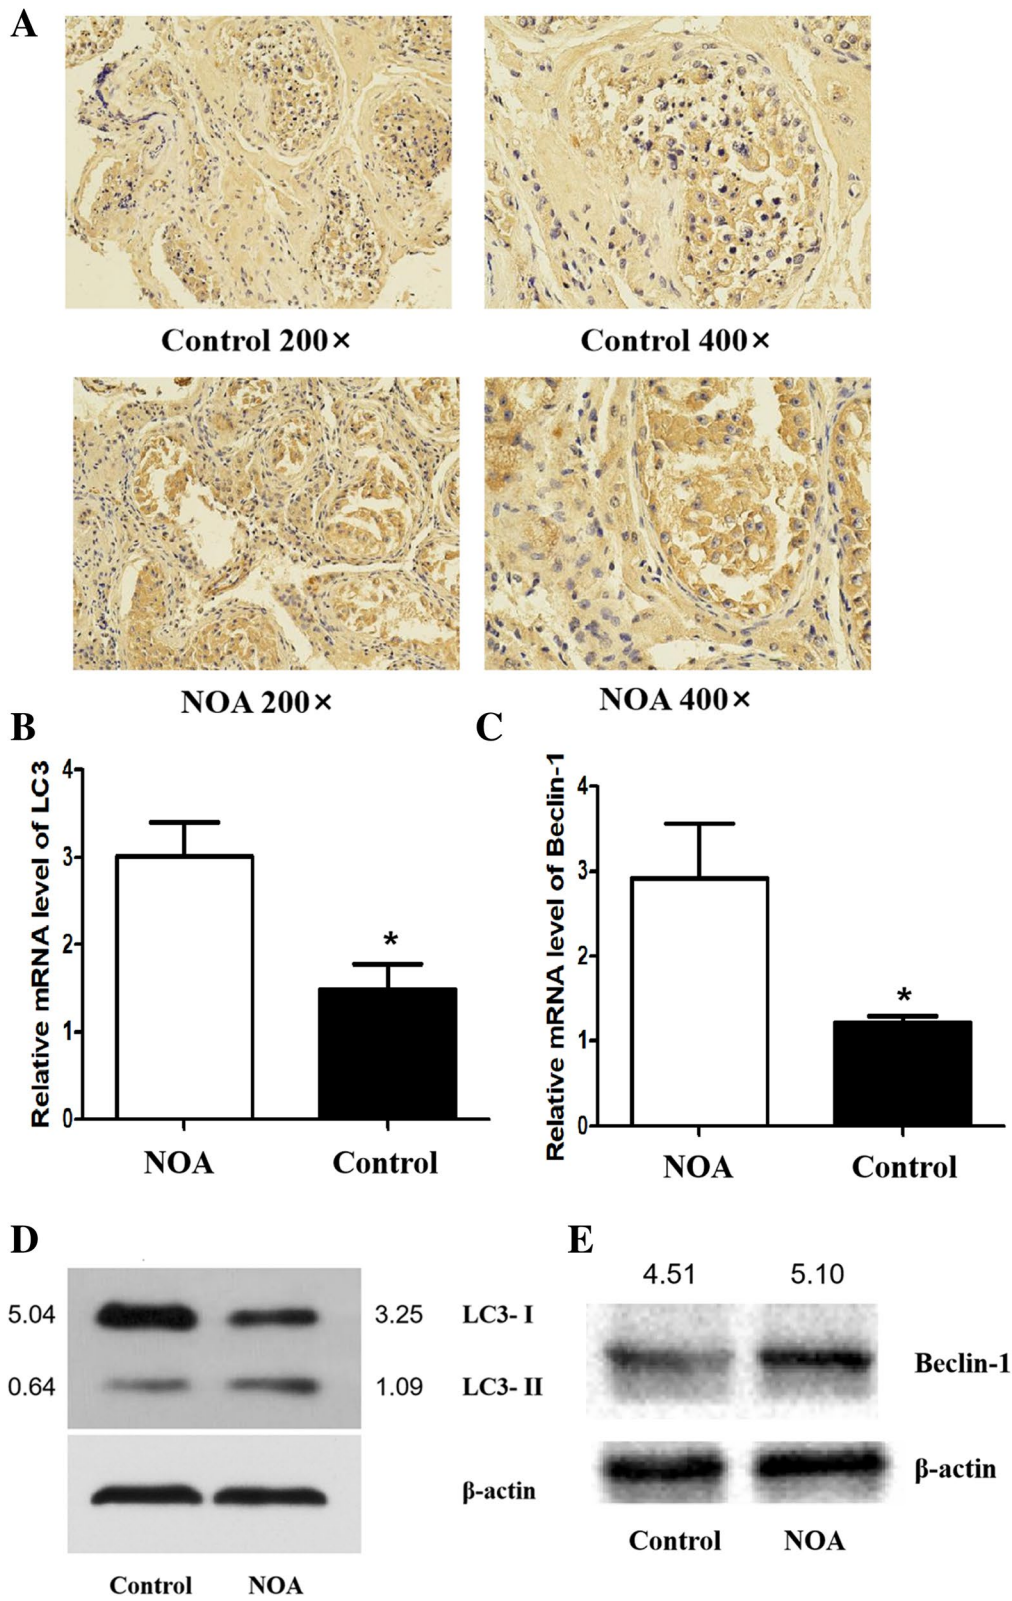 A
Control 200×
Control 400×
NOA 200×
NOA 400×
B
Relative mRNA level of LC3
4
3
2
1
0
*
NOA
Control
C
Relative mRNA level of Beclin-1
4
3
2
1
0
*
NOA
Control
D
5.04
3.25
LC3- I
0.64
1.09
LC3- II
β-actin
Control
NOA
E
4.51
5.10
Beclin-1
β-actin
Control
NOA